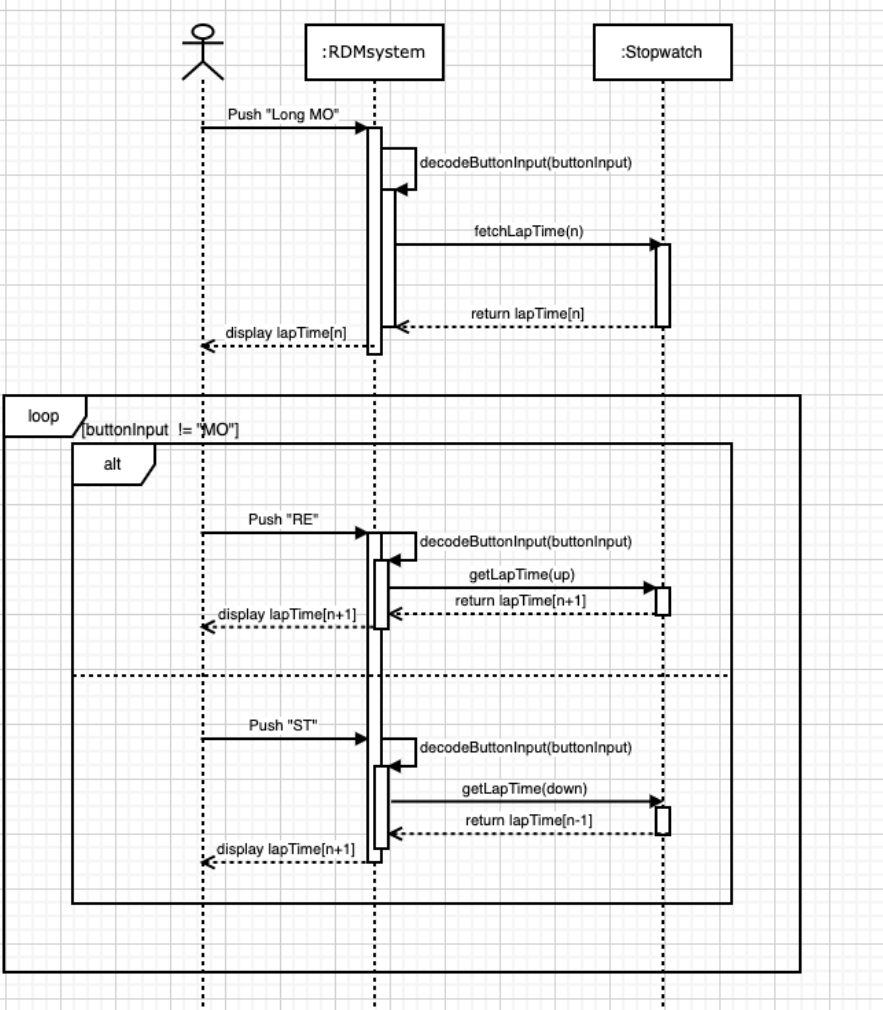 :RDMsystem
:Stopwatch
Push "Long MO"
decodeButtonInput(buttonInput)
fetchLapTime(n)
return lapTime[n]
display lapTime[n]
loop
[buttonInput != "MO"]
alt
Push "RE"
decodeButtonInput(buttonInput)
getLapTime(up)
return lapTime[n+1]
display lapTime[n+1]
Push "ST"
decodeButtonInput(buttonInput)
getLapTime(down)
return lapTime[n-1]
display lapTime[n+1]